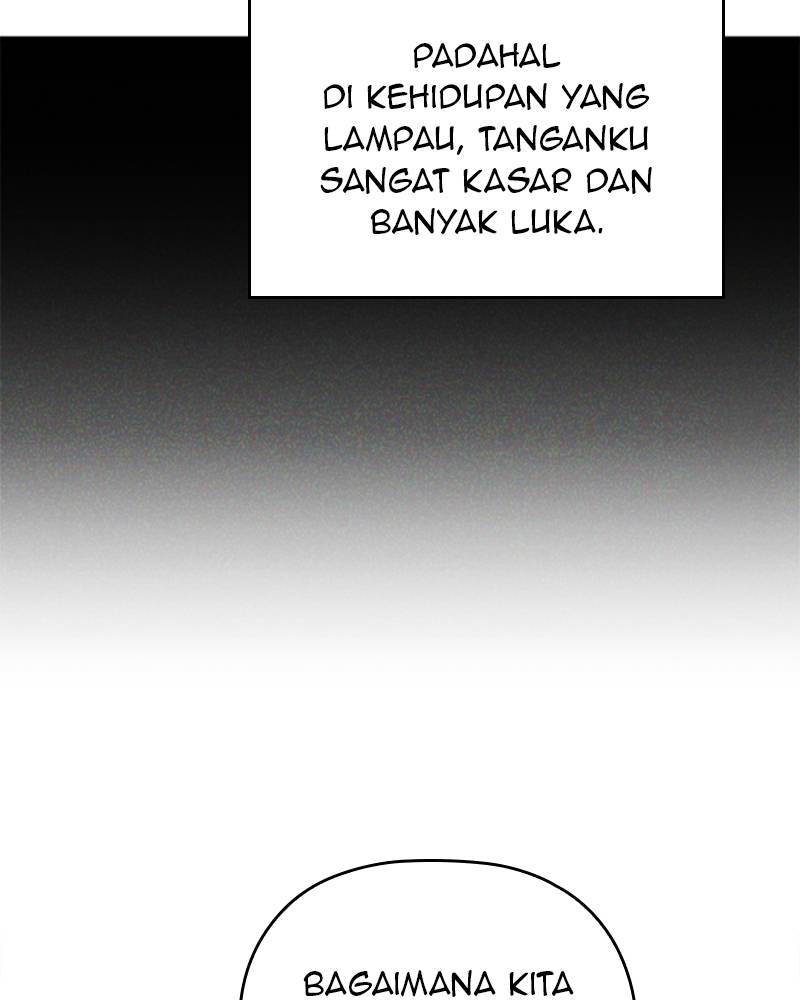 PADAHAL
DI KEHIDUPAN YANG
LAMPAU, TANGANKU
SANGAT KASAR DAN
BANYAK LUKA.
BAGAIMANA KITA